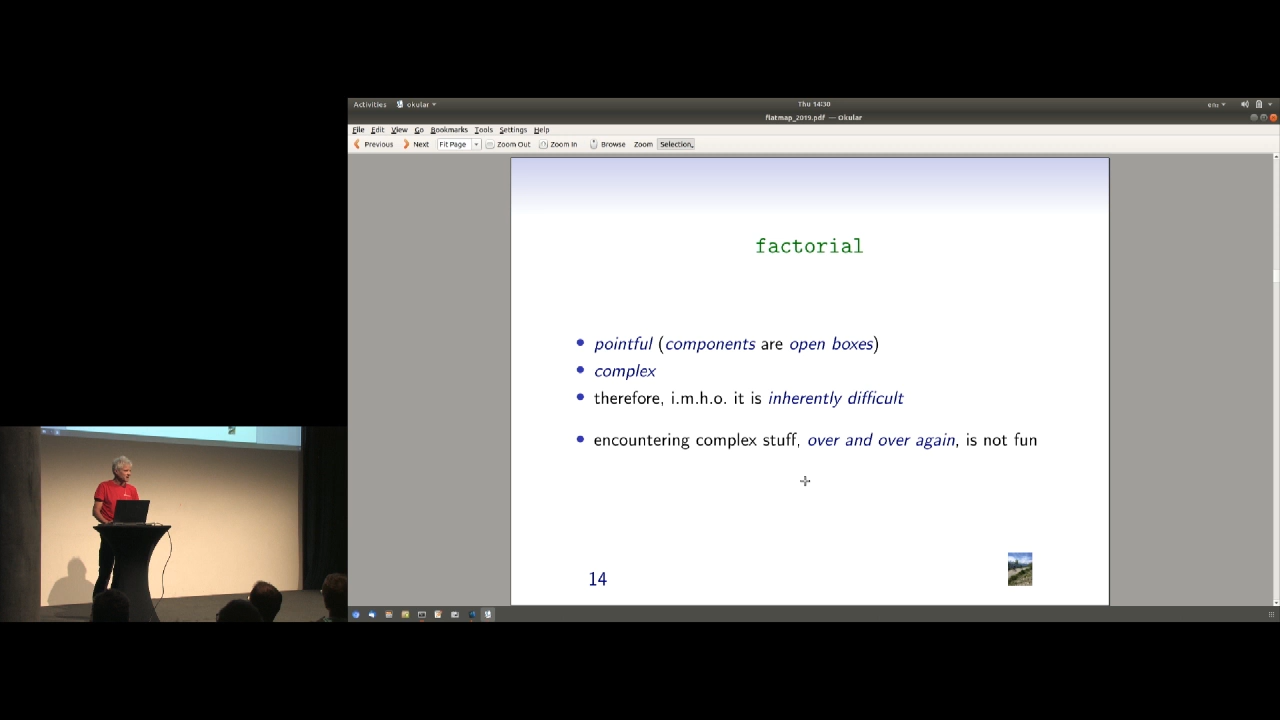 Activities okular Thu 14:30 en₂
flatmap_2019.pdf — Okular
File Edit View Go Bookmarks Tools Settings Help
Previous Next Fit Page Zoom Out Zoom In Browse Zoom Selection
factorial
• pointful (components are open boxes)
• complex
• therefore, i.m.h.o. it is inherently difficult
• encountering complex stuff, over and over again, is not fun
14